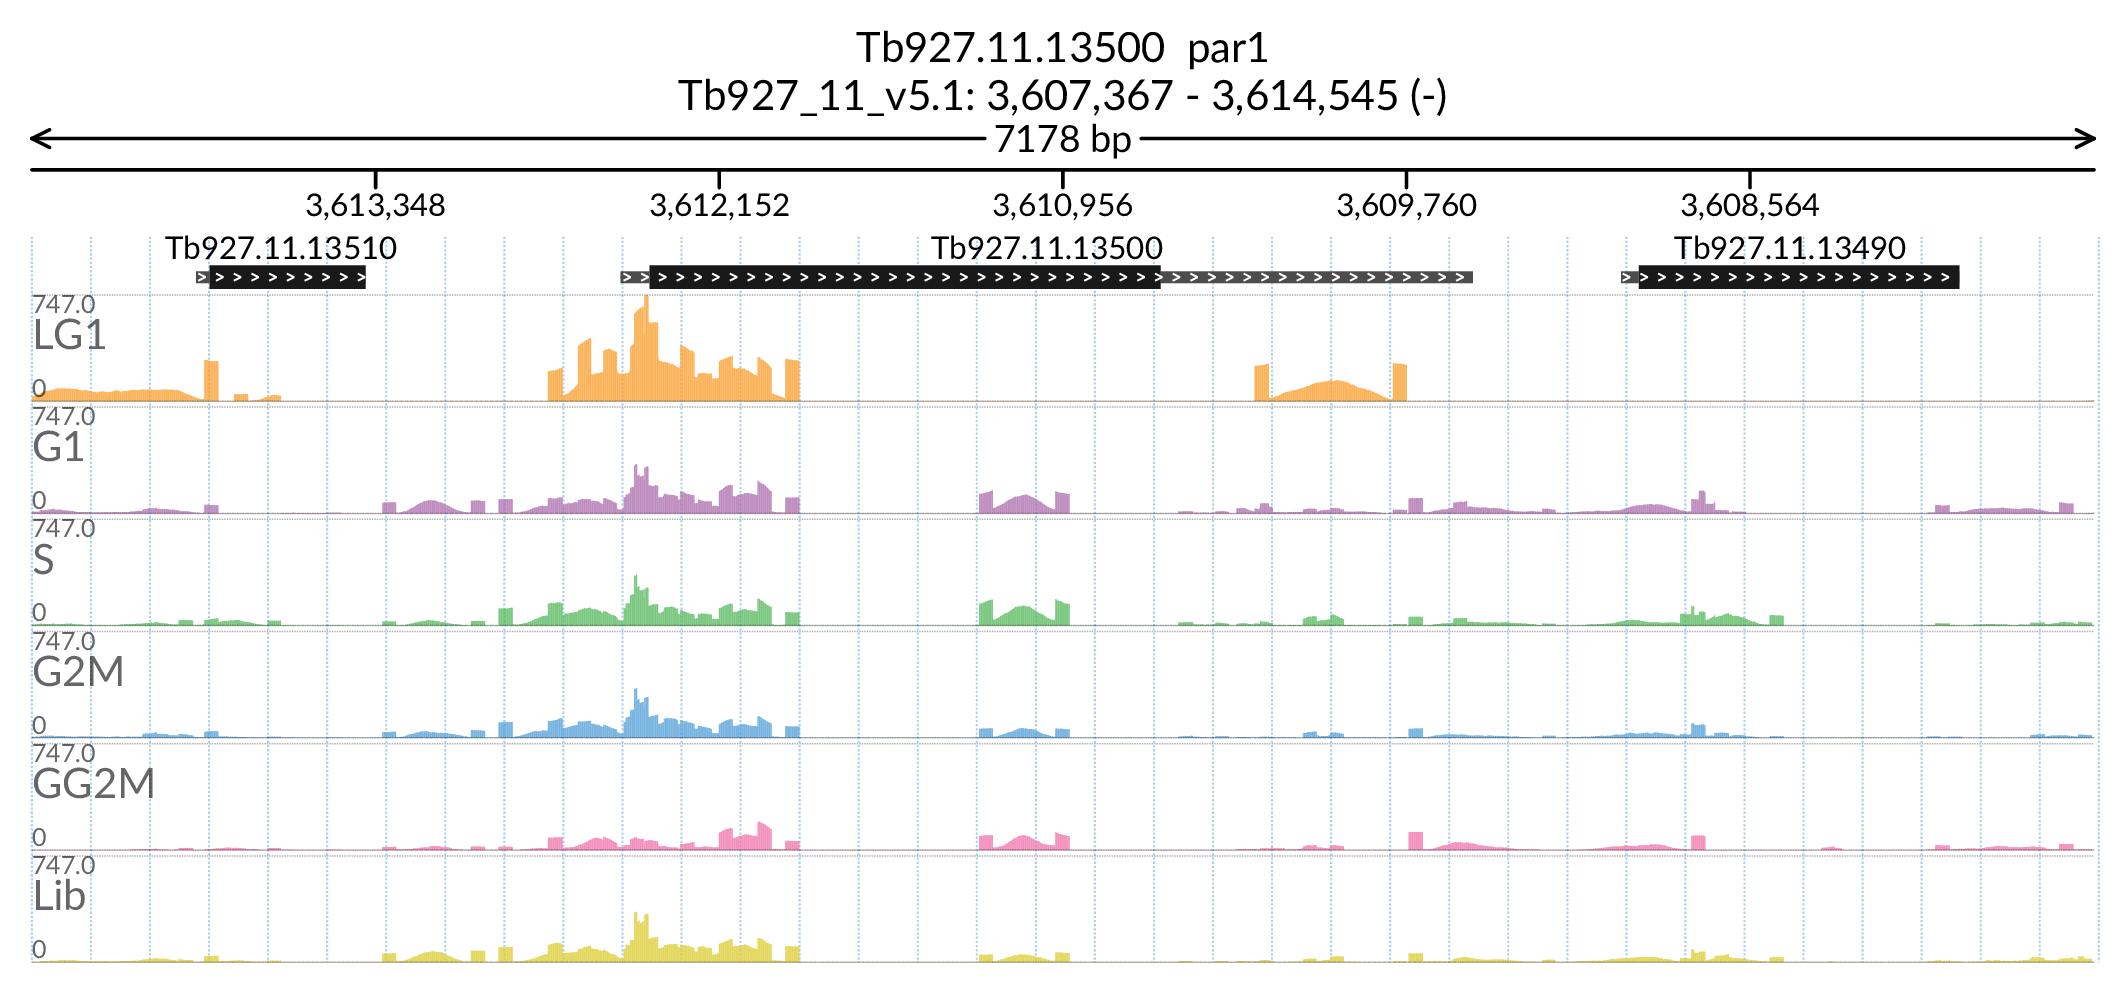 Tb927.11.13500 par1
Tb927_11_v5.1: 3,607,367 - 3,614,545 (-)
7178 bp
3,613,348 3,612,152 3,610,956 3,609,760 3,608,564
Tb927.11.13510 Tb927.11.13500 Tb927.11.13490
747.0
LG1
0
747.0
G1
0
747.0
S
0
747.0
G2M
0
747.0
GG2M
0
747.0
Lib
0